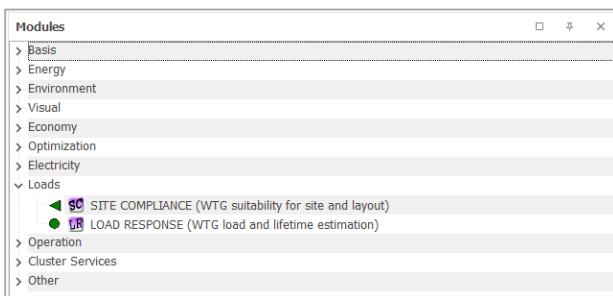 Modules
Basis
Energy
Environment
Visual
Economy
Optimization
Electricity
Loads
SC SITE COMPLIANCE (WTG suitability for site and layout)
LR LOAD RESPONSE (WTG load and lifetime estimation)
Operation
Cluster Services
Other